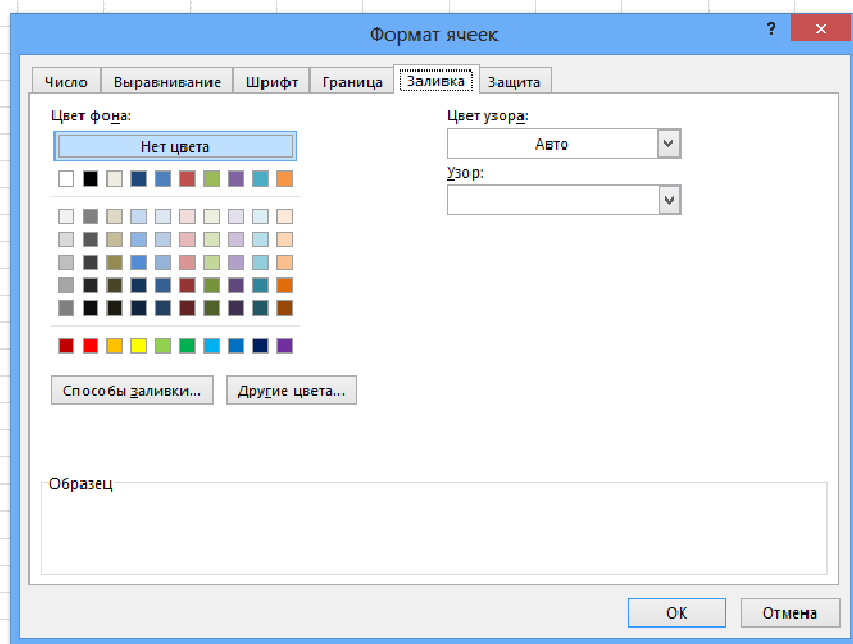 Формат ячеек
?
Число Выравнивание Шрифт Граница Заливка Защита
Цвет фона: Цвет узора:
Нет цвета Авто
Узор:
Способы заливки... Другие цвета...
Образец
OK Отмена